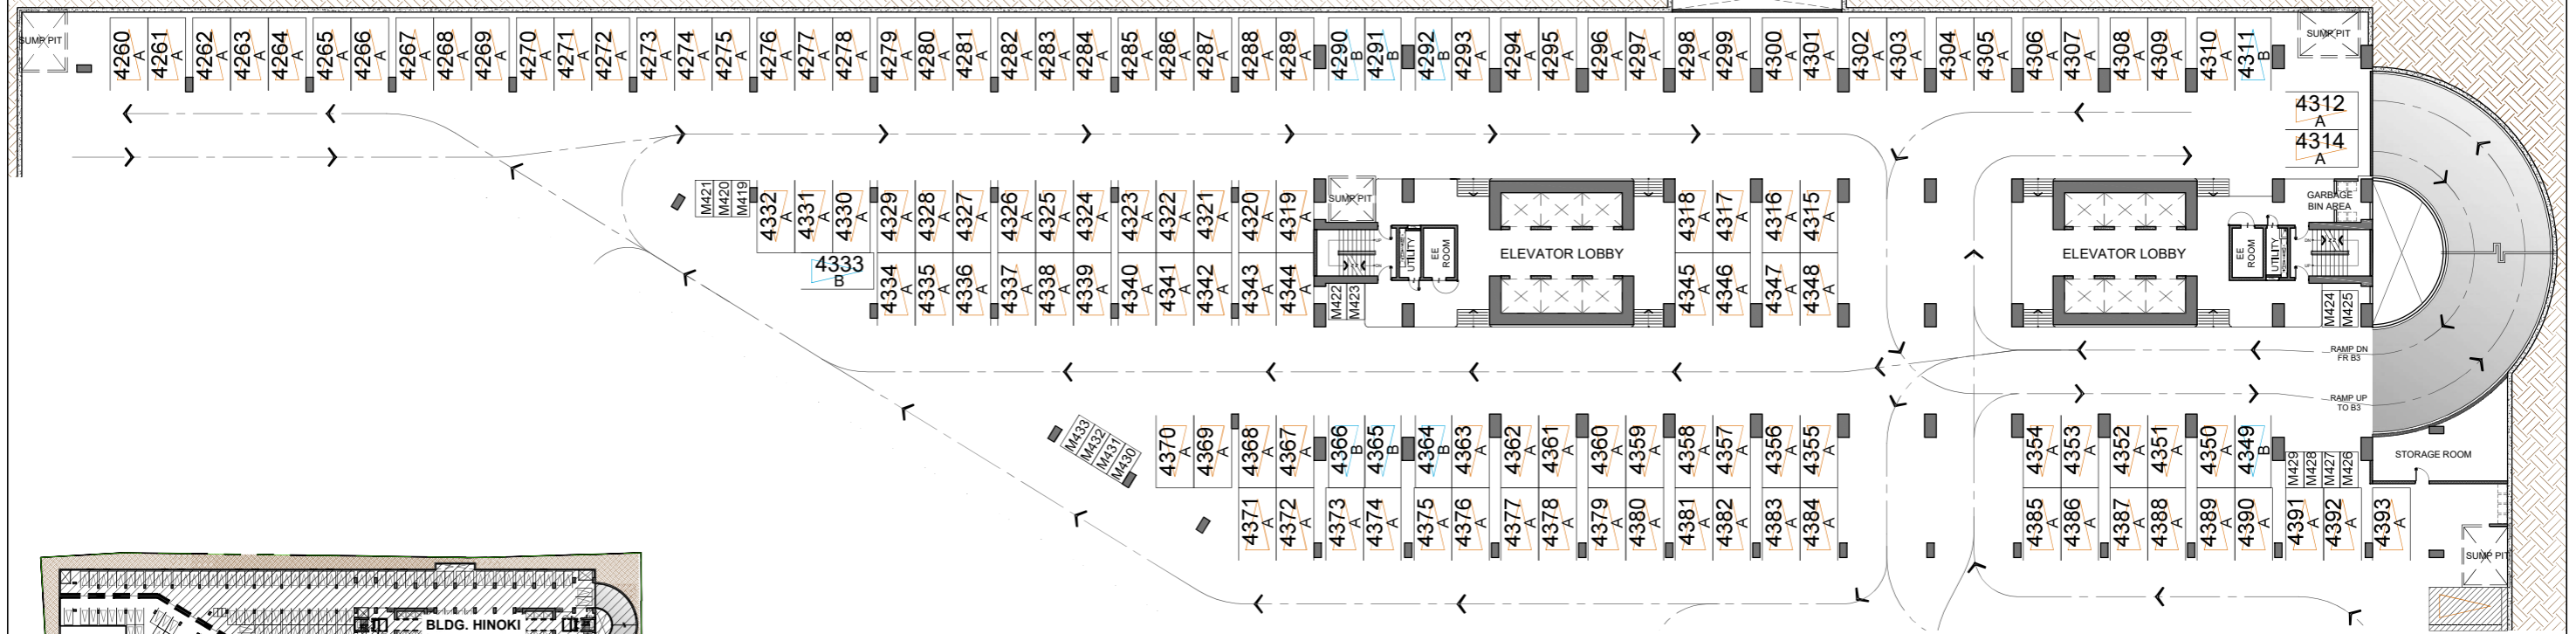 SUMP PIT
4260 A
4261 A
4262 A
4263 A
4264 A
4265 A
4266 A
4267 A
4268 A
4269 A
4270 A
4271 A
4272 A
4273 A
4274 A
4275 A
4276 A
4277 A
4278 A
4279 A
4280 A
4281 A
4282 A
4283 A
4284 A
4285 A
4286 A
4287 A
4288 A
4289 A
4290 B
4291 B
4292 B
4293 A
4294 A
4295 A
4296 A
4297 A
4298 A
4299 A
4300 A
4301 A
4302 A
4303 A
4304 A
4305 A
4306 A
4307 A
4308 A
4309 A
4310 A
4311 B
SUMP PIT
4312
A
4314
A
M421
M420
M419
4332 A
4331 A
4330 A
4329 A
4328 A
4327 A
4326 A
4325 A
4324 A
4323 A
4322 A
4321 A
4320 A
4319 A
SUMP PIT
4318 A
4317 A
4316 A
4315 A
GARBAGE
BIN AREA
UP
DN
UTILITY
EE
ROOM
ELEVATOR LOBBY
ELEVATOR LOBBY
EE
ROOM
UTILITY
DN
UP
4333
B
4334 A
4335 A
4336 A
4337 A
4338 A
4339 A
4340 A
4341 A
4342 A
4343 A
4344 A
M422
M423
4345 A
4346 A
4347 A
4348 A
M424
M425
RAMP DN
FR B3
RAMP UP
TO B3
M433
M432
M431
M430
4370 A
4369 A
4368 A
4367 A
4366 B
4365 B
4364 B
4363 A
4362 A
4361 A
4360 A
4359 A
4358 A
4357 A
4356 A
4355 A
4354 A
4353 A
4352 A
4351 A
4350 A
4349 B
M429
M428
M427
M426
STORAGE ROOM
4371 A
4372 A
4373 A
4374 A
4375 A
4376 A
4377 A
4378 A
4379 A
4380 A
4381 A
4382 A
4383 A
4384 A
4385 A
4386 A
4387 A
4388 A
4389 A
4390 A
4391 A
4392 A
4393 A
SUMP PIT
BLDG. HINOKI